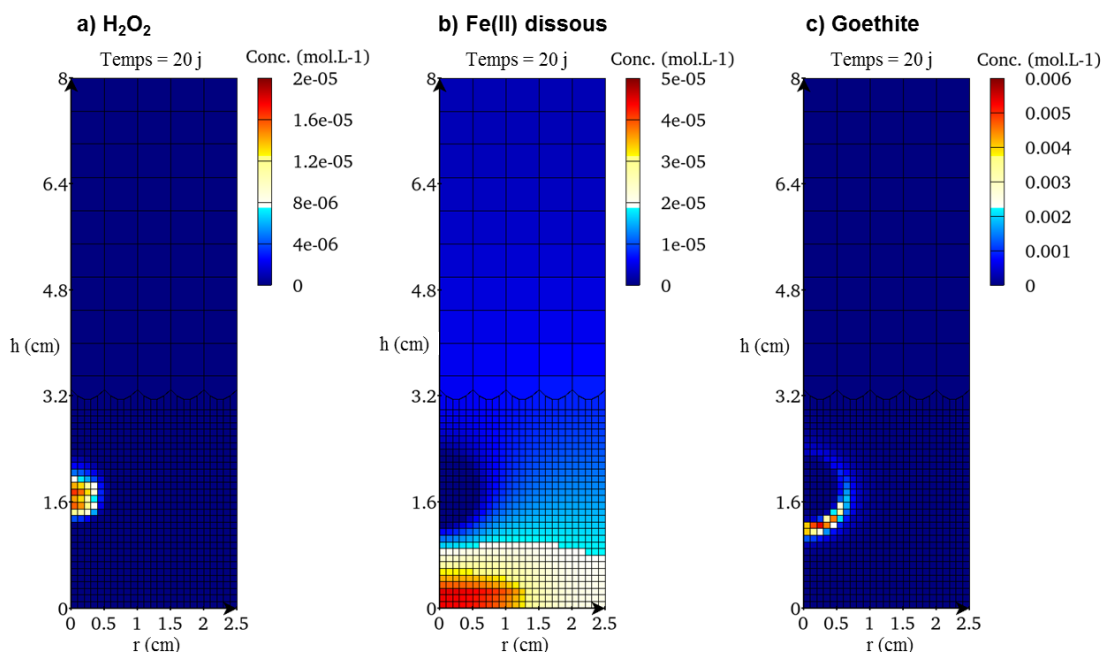 a) H₂O₂
Temps = 20 j
Conc. (mol.L-1)
2e-05
1.6e-05
1.2e-05
8e-06
4e-06
0
8
6.4
4.8
h (cm)
3.2
1.6
0
0 0.5 1 1.5 2 2.5
r (cm)
b) Fe(II) dissous
Temps = 20 j
Conc. (mol.L-1)
5e-05
4e-05
3e-05
2e-05
1e-05
0
8
6.4
4.8
h (cm)
3.2
1.6
0
0 0.5 1 1.5 2 2.5
r (cm)
c) Goethite
Temps = 20 j
Conc. (mol.L-1)
0.006
0.005
0.004
0.003
0.002
0.001
0
8
6.4
4.8
h (cm)
3.2
1.6
0
0 0.5 1 1.5 2 2.5
r (cm)